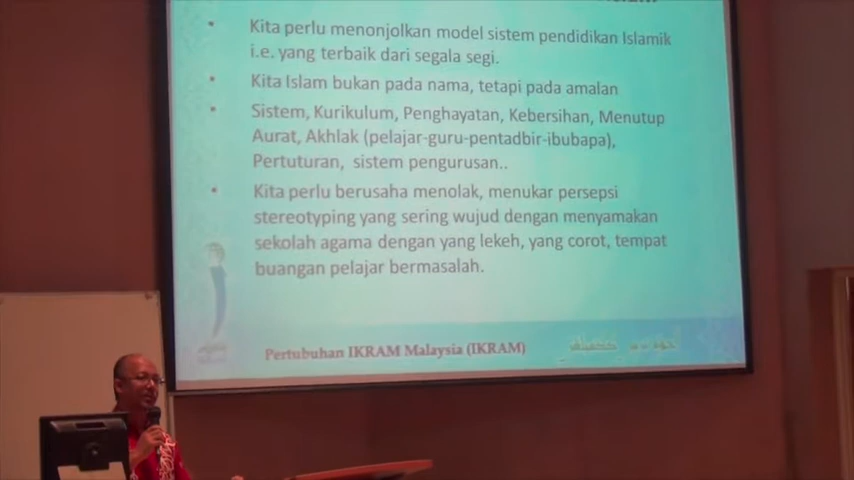 • Kita perlu menonjolkan model sistem pendidikan Islamik
i.e. yang terbaik dari segala segi.
• Kita Islam bukan pada nama, tetapi pada amalan
• Sistem, Kurikulum, Penghayatan, Kebersihan, Menutup
Aurat, Akhlak (pelajar-guru-pentadbir-ibubapa),
Pertuturan, sistem pengurusan..
• Kita perlu berusaha menolak, menukar persepsi
stereotyping yang sering wujud dengan menyamakan
sekolah agama dengan yang lekeh, yang corot, tempat
buangan pelajar bermasalah.
Pertubuhan IKRAM Malaysia (IKRAM)